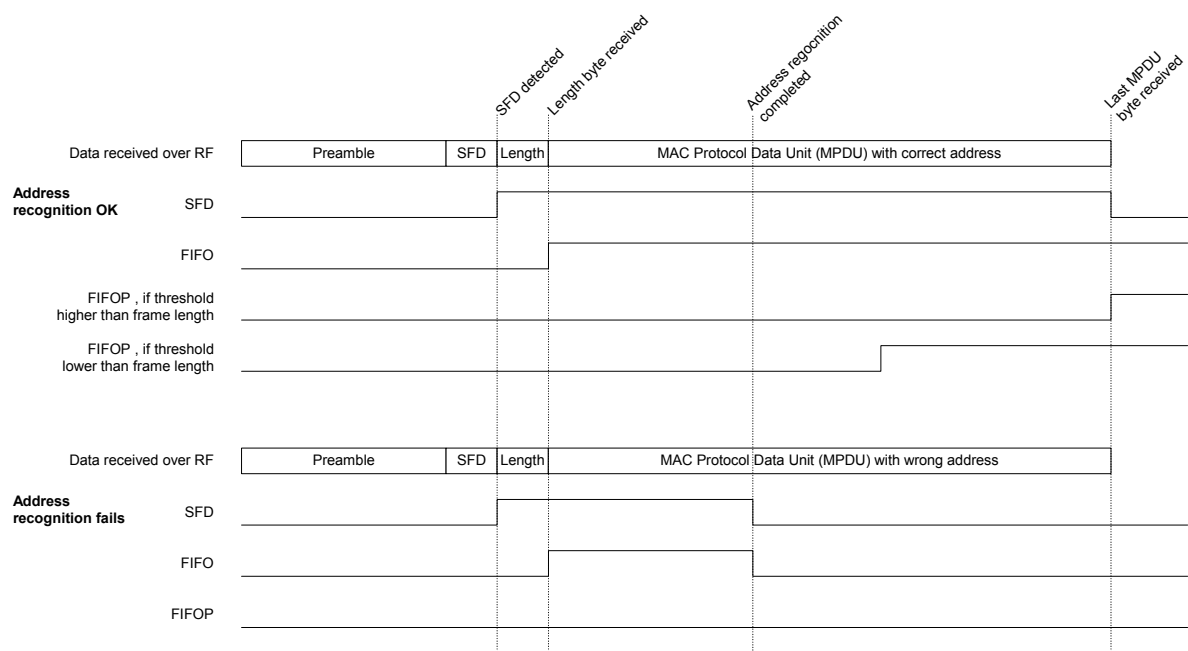 SFD detected
Length byte received
Address regocnition
completed
Last MPDU
byte received
Data received over RF
Preamble
SFD
Length
MAC Protocol Data Unit (MPDU) with correct address
Address
recognition OK
SFD
FIFO
FIFOP , if threshold
higher than frame length
FIFOP , if threshold
lower than frame length
Data received over RF
Preamble
SFD
Length
MAC Protocol Data Unit (MPDU) with wrong address
Address
recognition fails
SFD
FIFO
FIFOP